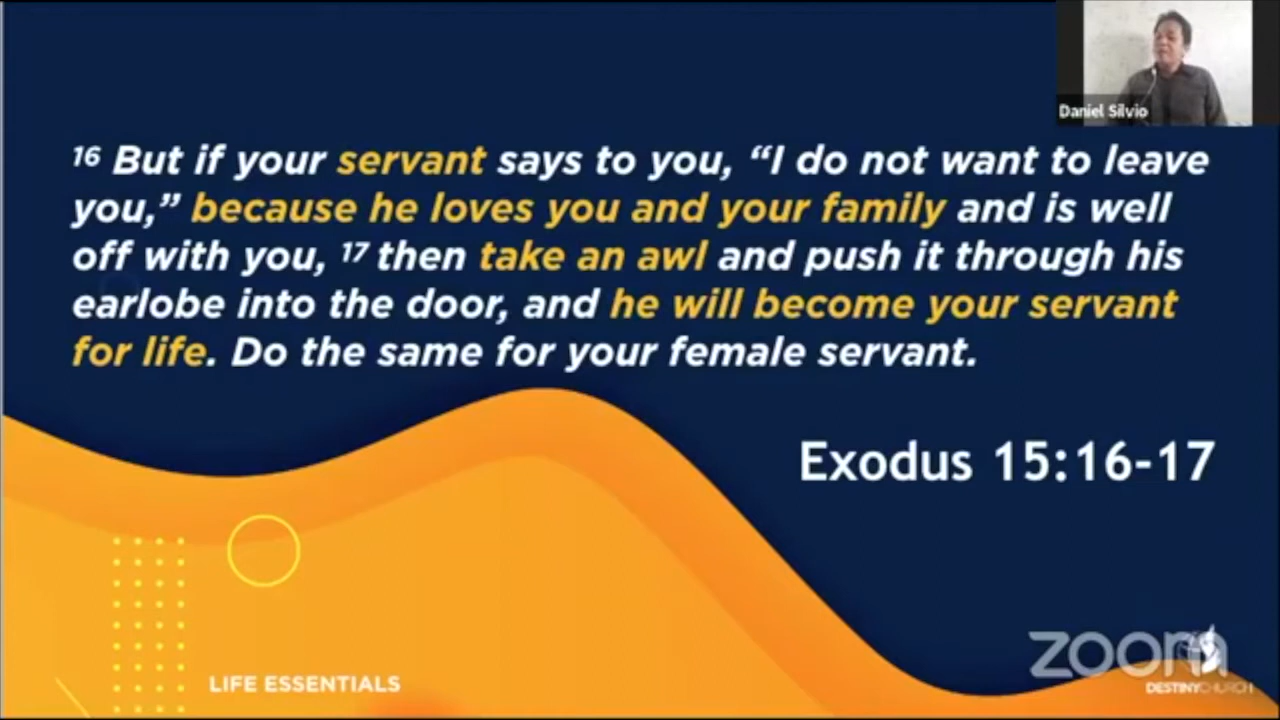 Daniel Silvio
16 But if your servant says to you, “I do not want to leave
you,” because he loves you and your family and is well
off with you, 17 then take an awl and push it through his
earlobe into the door, and he will become your servant
for life. Do the same for your female servant.
Exodus 15:16-17
LIFE ESSENTIALS
zoom
DESTINY CHURCH